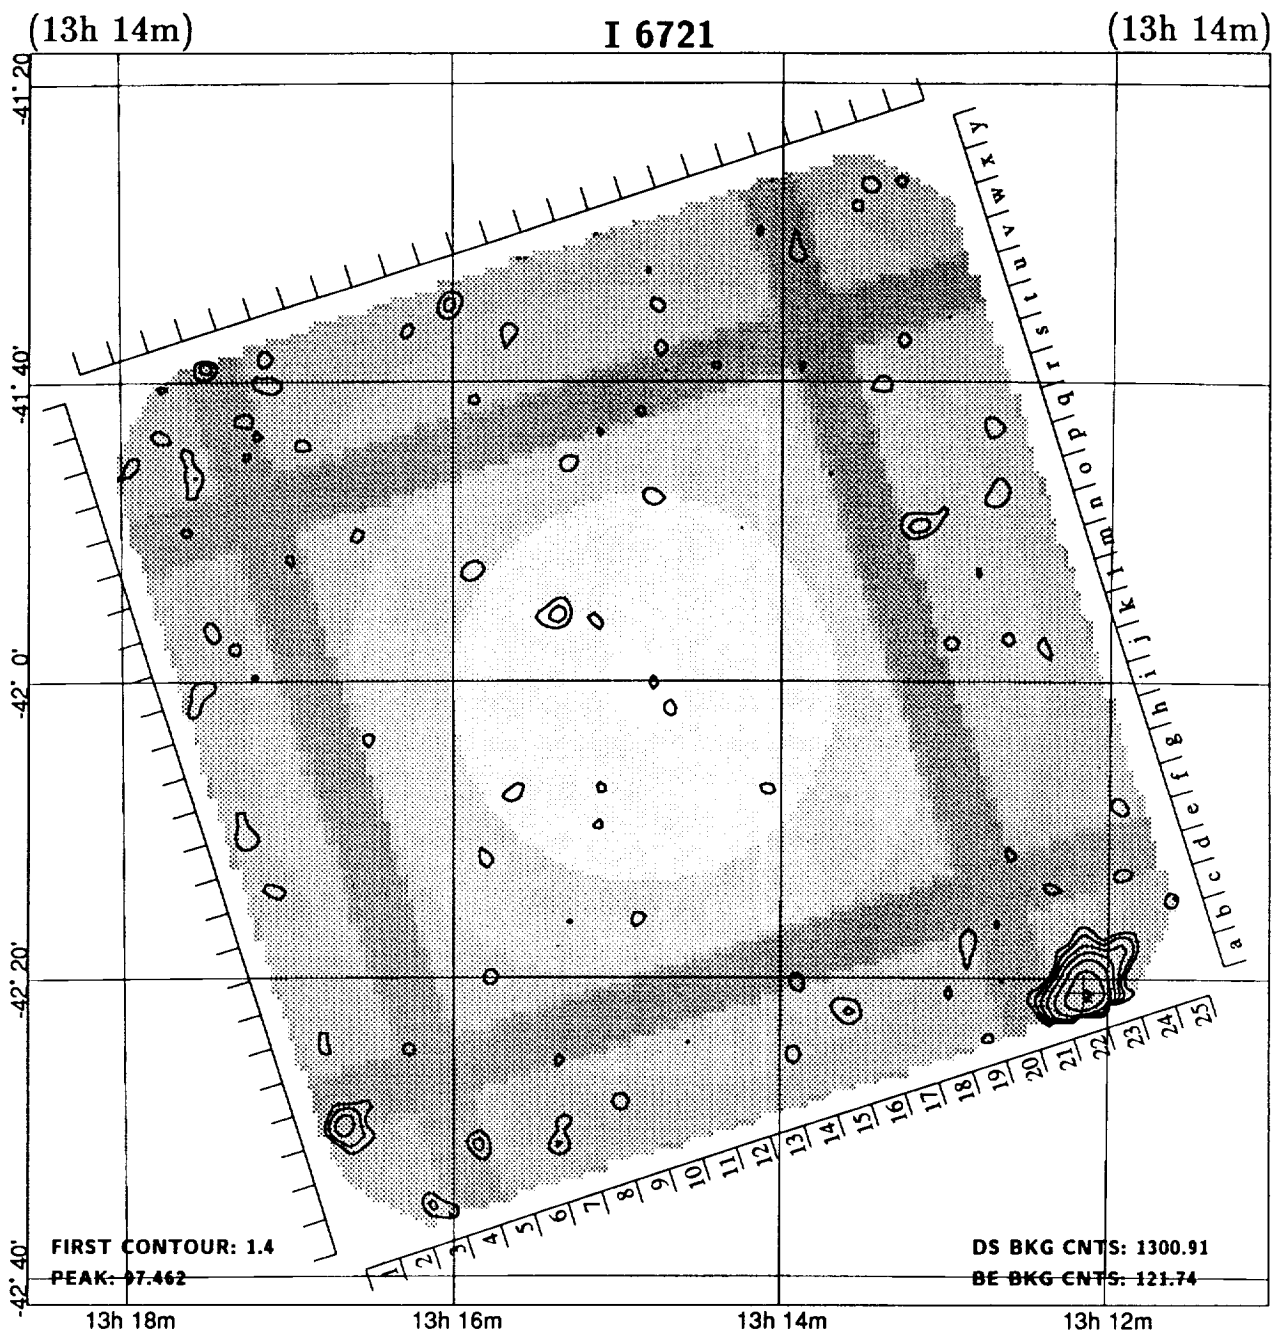 (13h 14m) I 6721 (13h 14m)
-41° 20'
-41° 40'
-42° 0'
-42° 20'
-42° 40'
a|b|c|d|e|f|g|h|i|j|k|l|m|n|o|p|q|r|s|t|u|v|w|x|y
1 2 3 4 5 6 7 8 9 10 11 12 13 14 15 16 17 18 19 20 21 22 23 24 25
FIRST CONTOUR: 1.4
PEAK: 97.462
DS BKG CNTS: 1300.91
BE BKG CNTS: 121.74
13h 18m 13h 16m 13h 14m 13h 12m